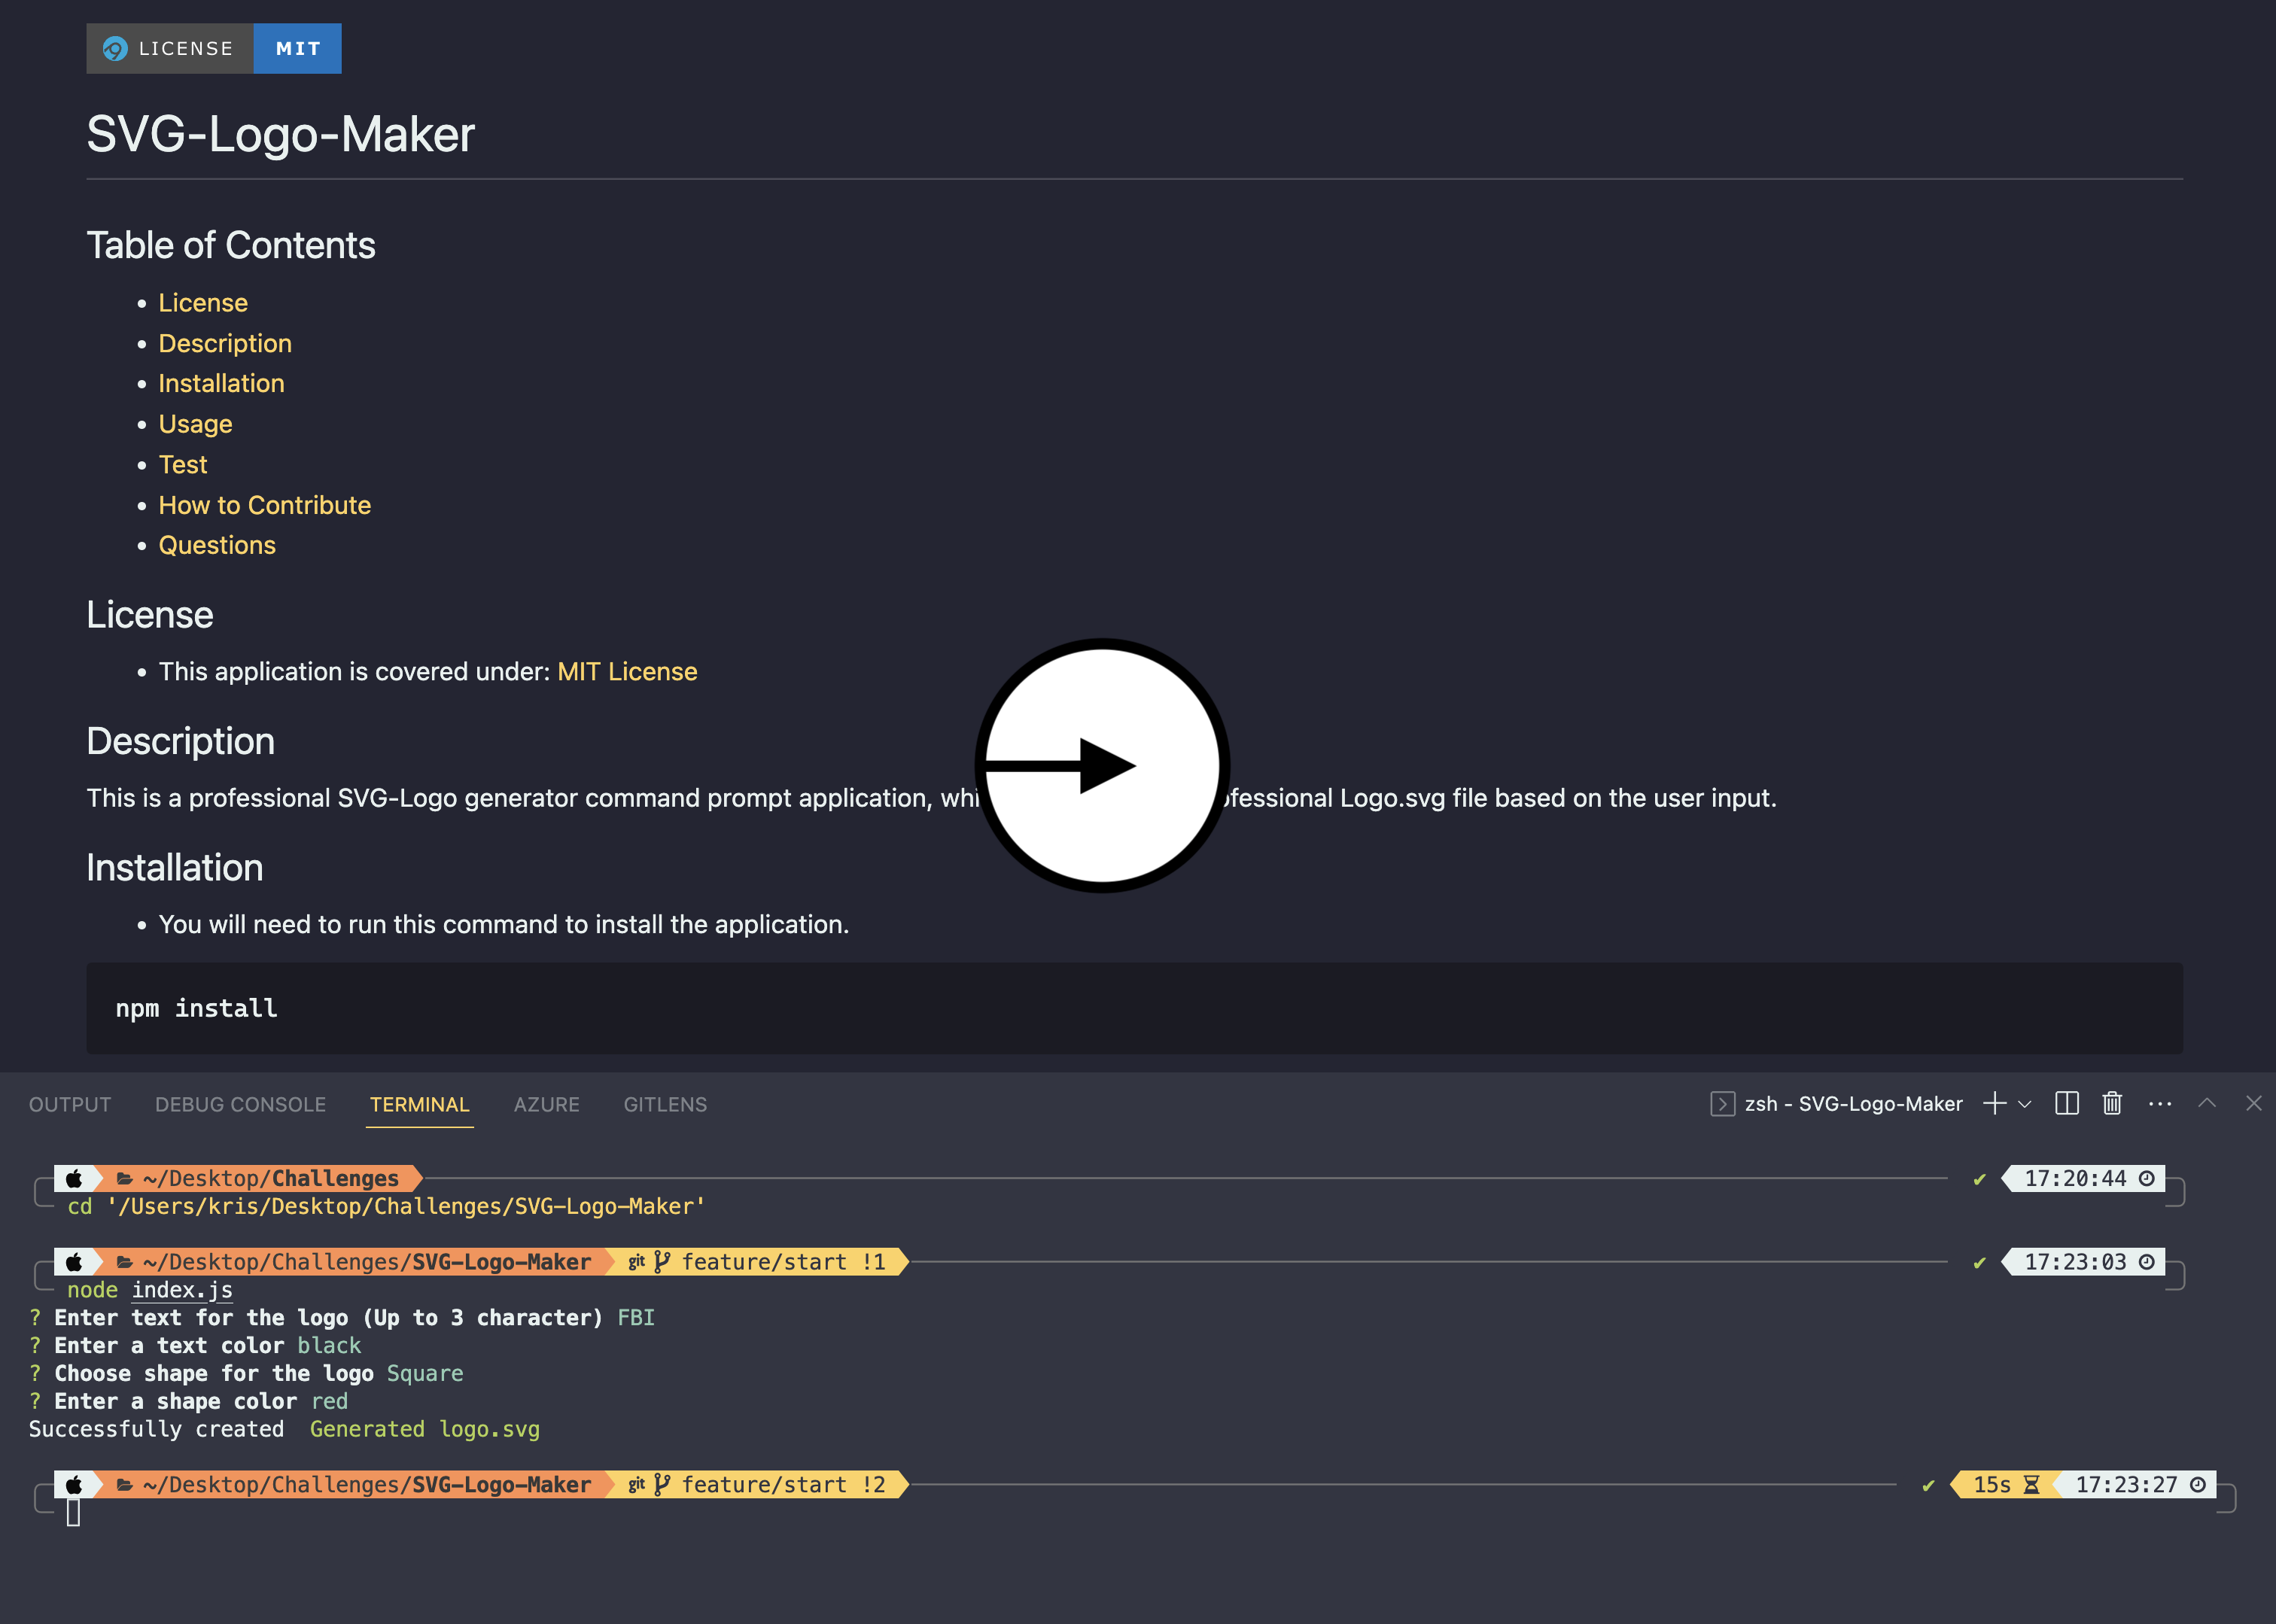 LICENSE MIT
SVG-Logo-Maker
Table of Contents
License
Description
Installation
Usage
Test
How to Contribute
Questions
License
This application is covered under: MIT License
Description
This is a professional SVG-Logo generator command prompt application, Logo.svg file based on the user input.
Installation
You will need to run this command to install the application.
npm install
OUTPUT DEBUG CONSOLE TERMINAL AZURE GITLENS zsh - SVG-Logo-Maker
~/Desktop/Challenges ✔ 17:20:44
cd '/Users/kris/Desktop/Challenges/SVG-Logo-Maker'
~/Desktop/Challenges/SVG-Logo-Maker git feature/start !1 ✔ 17:23:03
node index.js
? Enter text for the logo (Up to 3 character) FBI
? Enter a text color black
? Choose shape for the logo Square
? Enter a shape color red
Successfully created Generated logo.svg
~/Desktop/Challenges/SVG-Logo-Maker git feature/start !2 ✔ 15s 17:23:27